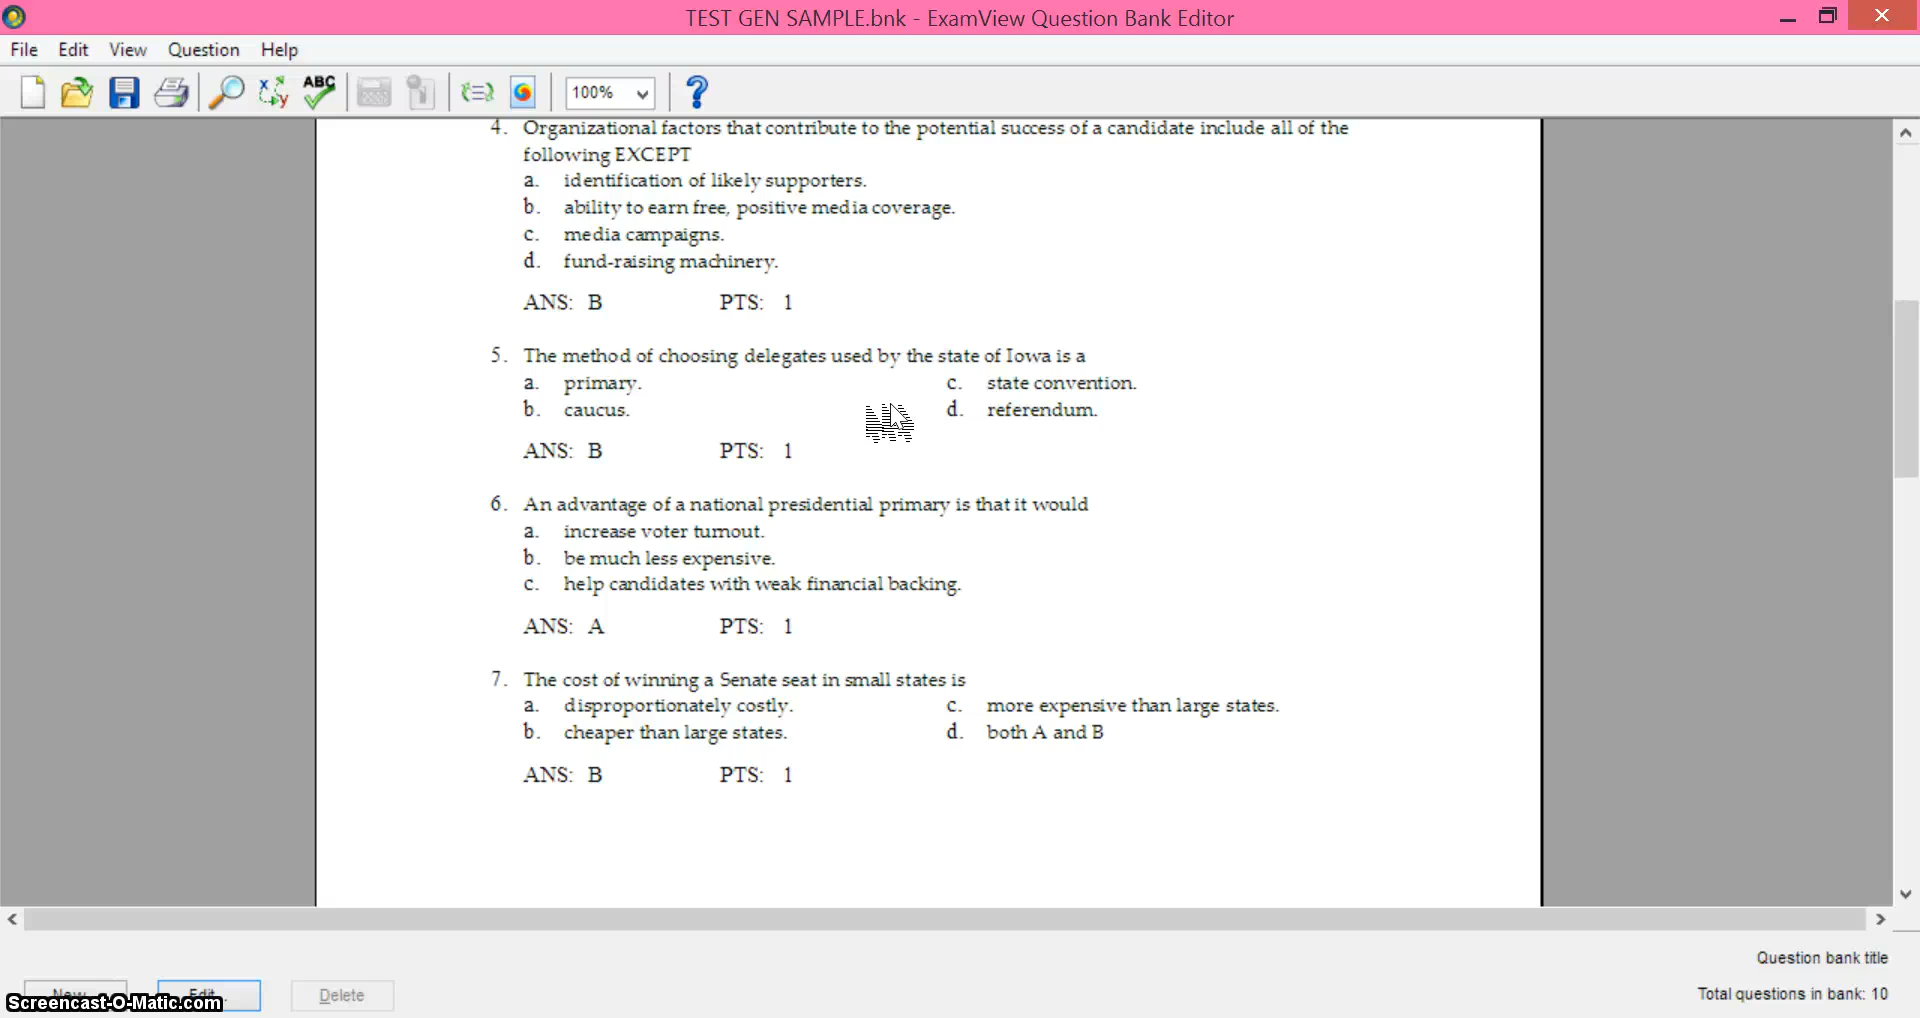 TEST GEN SAMPLE.bnk - ExamView Question Bank Editor
File Edit View Question Help
ABC
x y 100% ?
4. Organizational factors that contribute to the potential success of a candidate include all of the
following EXCEPT
a. identification of likely supporters.
b. ability to earn free, positive media coverage.
c. media campaigns.
d. fund-raising machinery.
ANS: B PTS: 1
5. The method of choosing delegates used by the state of Iowa is a
a. primary. c. state convention.
b. caucus. d. referendum.
ANS: B PTS: 1
6. An advantage of a national presidential primary is that it would
a. increase voter turnout.
b. be much less expensive.
c. help candidates with weak financial backing.
ANS: A PTS: 1
7. The cost of winning a Senate seat in small states is
a. disproportionately costly. c. more expensive than large states.
b. cheaper than large states. d. both A and B
ANS: B PTS: 1
Question bank title
New Edit... Delete Total questions in bank: 10
Screencast-O-Matic.com